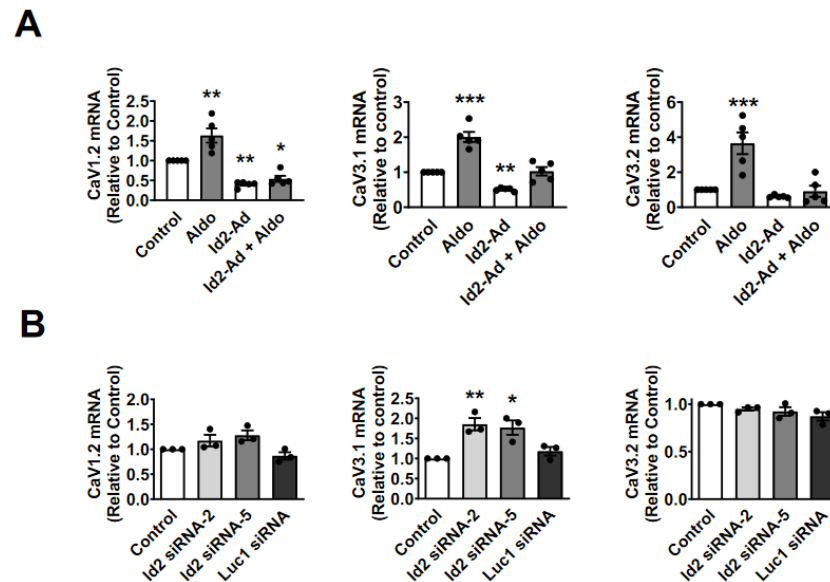 A
CaV1.2 mRNA
(Relative to Control)
2.5
2.0
1.5
1.0
0.5
0.0
**
**
*
Control
Aldo
Id2-Ad
Id2-Ad + Aldo
CaV3.1 mRNA
(Relative to Control)
3
2
1
0
***
**
Control
Aldo
Id2-Ad
Id2-Ad + Aldo
CaV3.2 mRNA
(Relative to Control)
6
4
2
0
***
Control
Aldo
Id2-Ad
Id2-Ad + Aldo
B
CaV1.2 mRNA
(Relative to Control)
2.0
1.5
1.0
0.5
0.0
Control
Id2 siRNA-2
Id2 siRNA-5
Luc1 siRNA
CaV3.1 mRNA
(Relative to Control)
2.5
2.0
1.5
1.0
0.5
0.0
**
*
Control
Id2 siRNA-2
Id2 siRNA-5
Luc1 siRNA
CaV3.2 mRNA
(Relative to Control)
1.0
0.0
Control
Id2 siRNA-2
Id2 siRNA-5
Luc1 siRNA